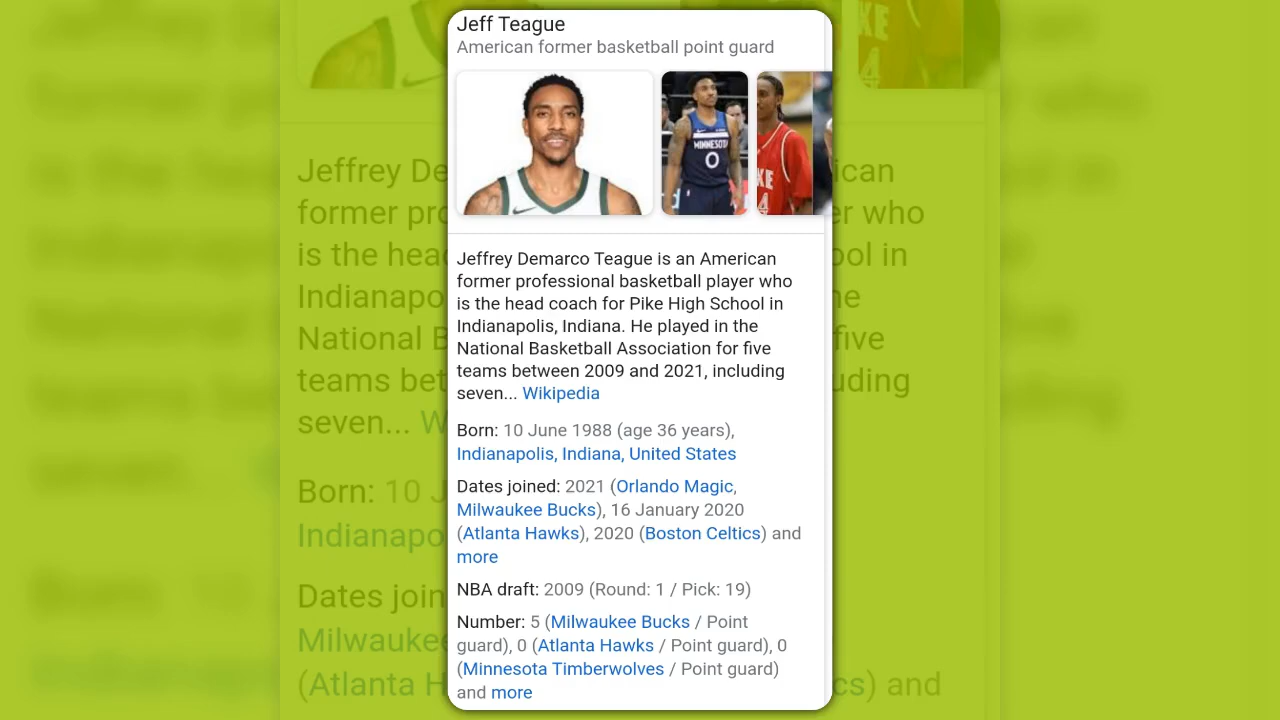 Jeff Teague
American former basketball point guard
MINNESOTA
0
KE
4
Jeffrey Demarco Teague is an American
former professional basketball player who
is the head coach for Pike High School in
Indianapolis, Indiana. He played in the
National Basketball Association for five
teams between 2009 and 2021, including
seven... Wikipedia
Born: 10 June 1988 (age 36 years),
Indianapolis, Indiana, United States
Dates joined: 2021 (Orlando Magic,
Milwaukee Bucks), 16 January 2020
(Atlanta Hawks), 2020 (Boston Celtics) and
more
NBA draft: 2009 (Round: 1 / Pick: 19)
Number: 5 (Milwaukee Bucks / Point
guard), 0 (Atlanta Hawks / Point guard), 0
(Minnesota Timberwolves / Point guard)
and more